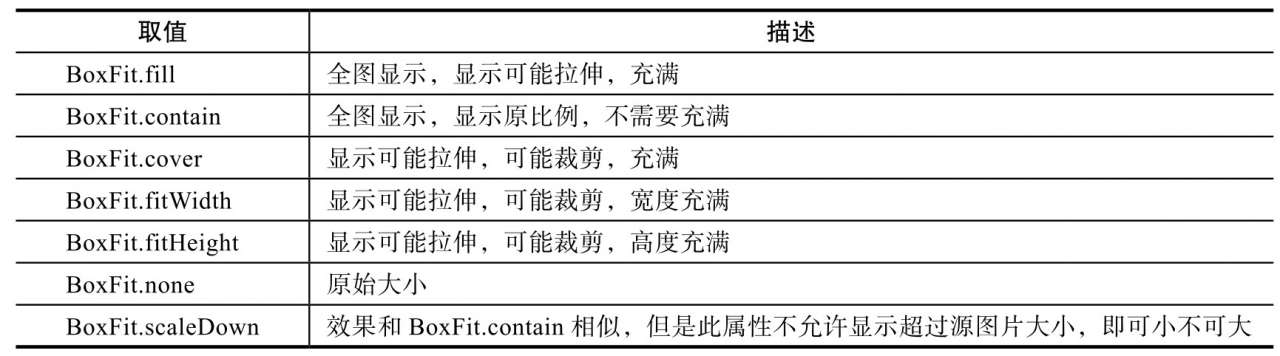 取值 描述
BoxFit.fill 全图显示，显示可能拉伸，充满
BoxFit.contain 全图显示，显示原比例，不需要充满
BoxFit.cover 显示可能拉伸，可能裁剪，充满
BoxFit.fitWidth 显示可能拉伸，可能裁剪，宽度充满
BoxFit.fitHeight 显示可能拉伸，可能裁剪，高度充满
BoxFit.none 原始大小
BoxFit.scaleDown 效果和 BoxFit.contain 相似，但是此属性不允许显示超过源图片大小，即可小不可大